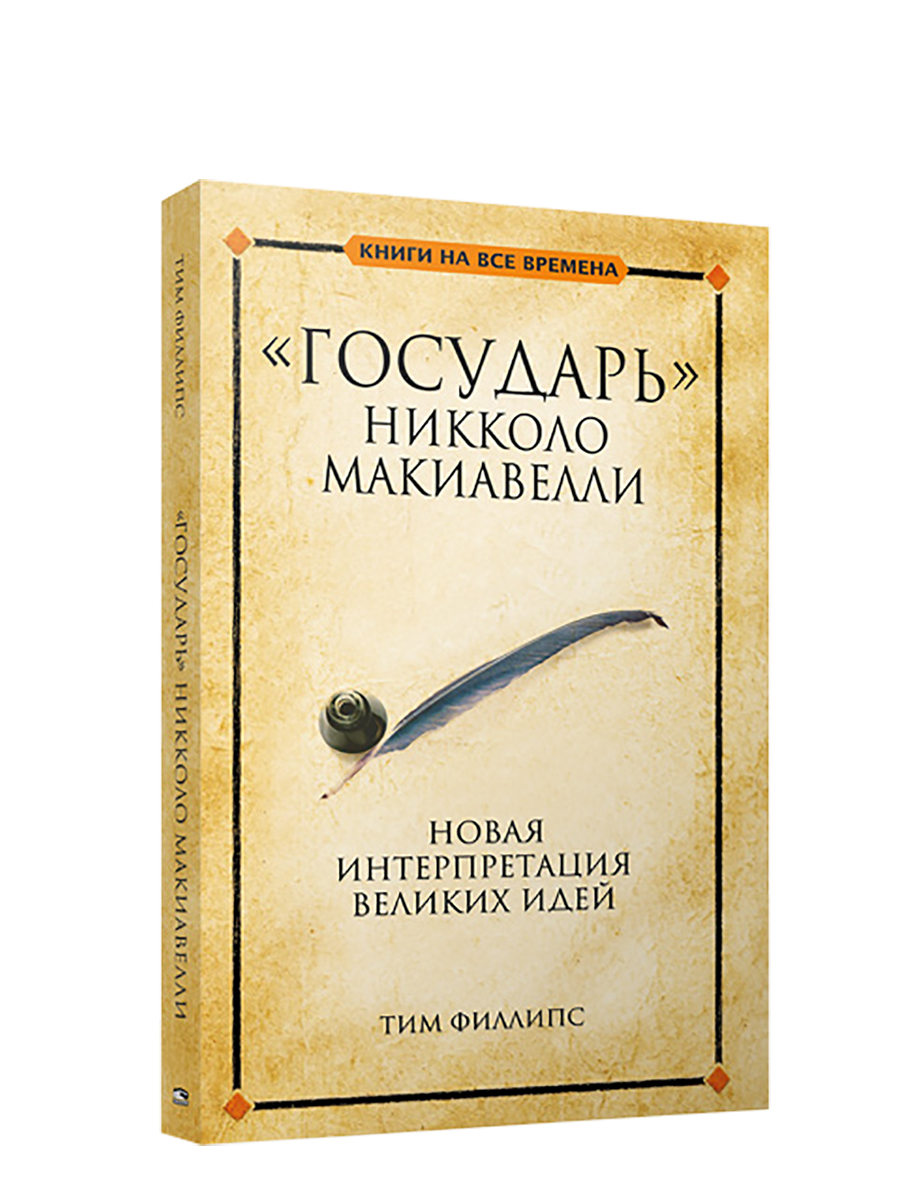 КНИГИ НА ВСЕ ВРЕМЕНА
«ГОСУДАРЬ»
НИККОЛО
МАКИАВЕЛЛИ
НОВАЯ
ИНТЕРПРЕТАЦИЯ
ВЕЛИКИХ ИДЕЙ
ТИМ ФИЛЛИПС
ТИМ ФИЛЛИПС
«ГОСУДАРЬ» НИККОЛО МАКИАВЕЛЛИ